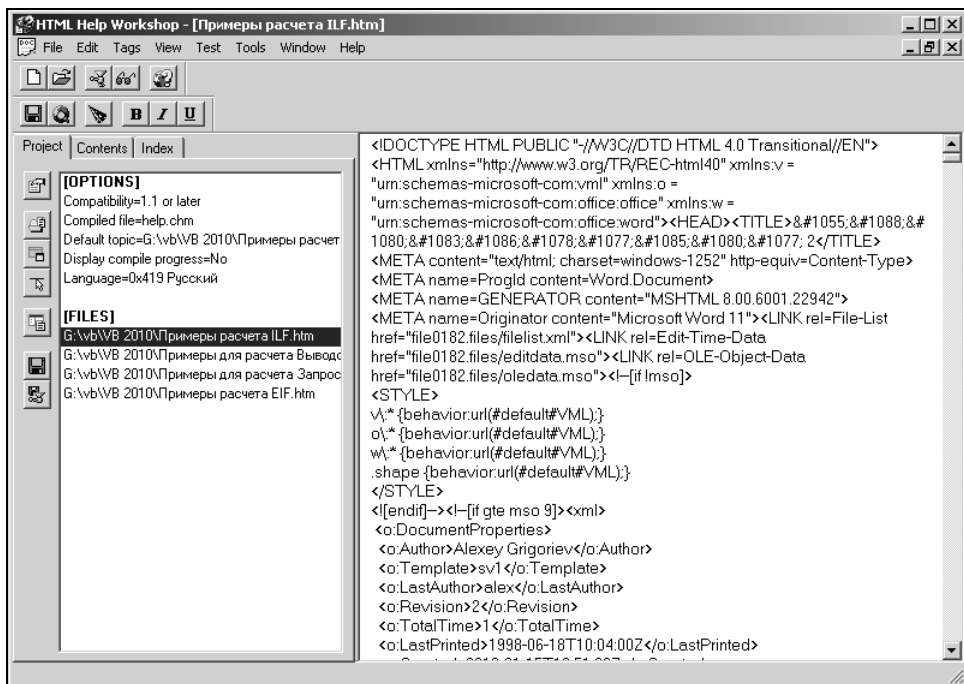 HTML Help Workshop - [Примеры расчета ILF.htm]
File Edit Tags View Test Tools Window Help
B I U
Project Contents Index
[OPTIONS]
Compatibility=1.1 or later
Compiled file=help.chm
Default topic=G:\vb\VB 2010\Примеры расчет
Display compile progress=No
Language=0x419 Русский
[FILES]
G:\vb\VB 2010\Примеры расчета ILF.htm
G:\vb\VB 2010\Примеры для расчета Выводо
G:\vb\VB 2010\Примеры для расчета Запрос
G:\vb\VB 2010\Примеры расчета EIF.htm
<!DOCTYPE HTML PUBLIC "-//W3C//DTD HTML 4.0 Transitional//EN">
<HTML xmlns="http://www.w3.org/TR/REC-html40" xmlns:v =
"urn:schemas-microsoft-com:vml" xmlns:o =
"urn:schemas-microsoft-com:office:office" xmlns:w =
"urn:schemas-microsoft-com:office:word"><HEAD><TITLE>&#1055;&#1088;&#
1080;&#1083;&#1086;&#1078;&#1077;&#1085;&#1080;&#1077; 2</TITLE>
<META content="text/html; charset=windows-1252" http-equiv=Content-Type>
<META name=ProgId content=Word.Document>
<META name=GENERATOR content="MSHTML 8.00.6001.22942">
<META name=Originator content="Microsoft Word 11"><LINK rel=File-List
href="file0182.files/filelist.xml"><LINK rel=Edit-Time-Data
href="file0182.files/editdata.mso"><LINK rel=OLE-Object-Data
href="file0182.files/oledata.mso"><!--[if !mso]>
<STYLE>
v\:* {behavior:url(#default#VML);}
o\:* {behavior:url(#default#VML);}
w\:* {behavior:url(#default#VML);}
.shape {behavior:url(#default#VML);}
</STYLE>
<![endif]--><!--[if gte mso 9]><xml>
<o:DocumentProperties>
<o:Author>Alexey Grigoriev</o:Author>
<o:Template>sv1</o:Template>
<o:LastAuthor>alex</o:LastAuthor>
<o:Revision>2</o:Revision>
<o:TotalTime>1</o:TotalTime>
<o:LastPrinted>1998-06-18T10:04:00Z</o:LastPrinted>